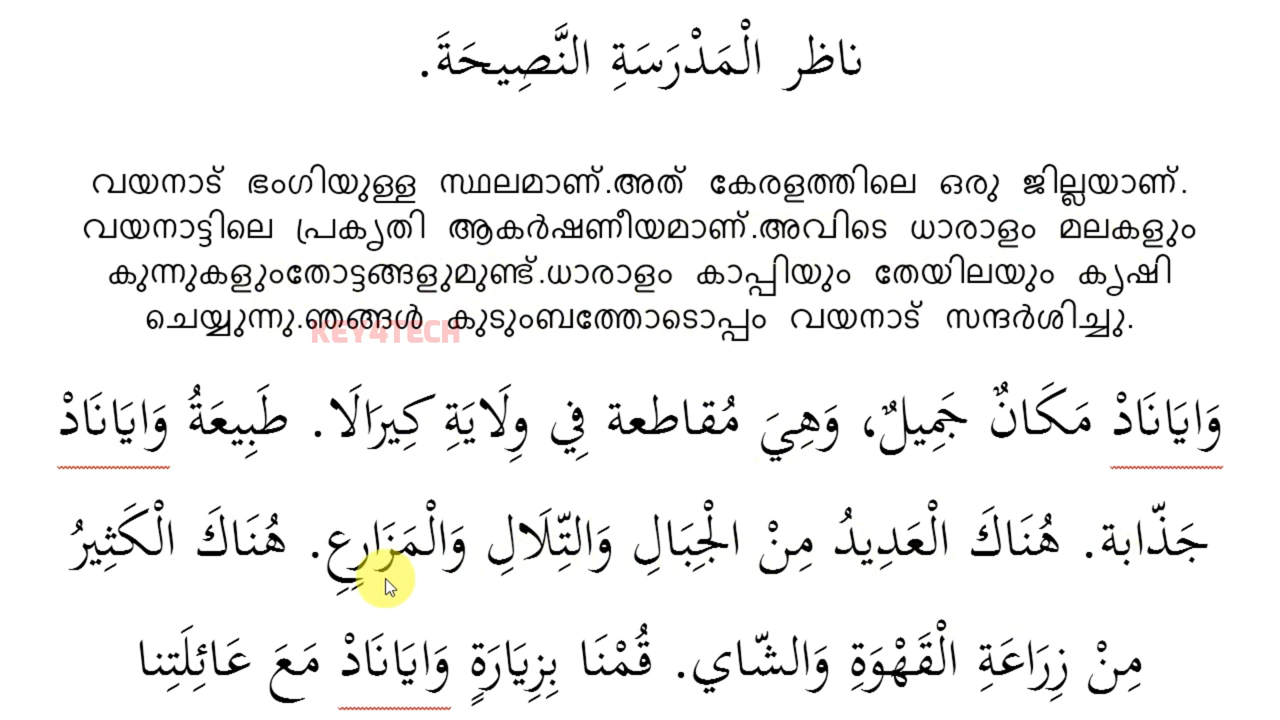 ناظر الْمَدْرَسَةِ النَّصِيحَةَ.
വയനാട് ഭംഗിയുള്ള സ്ഥലമാണ്.അത് കേരളത്തിലെ ഒരു ജില്ലയാണ്.
വയനാട്ടിലെ പ്രകൃതി ആകർഷണീയമാണ്.അവിടെ ധാരാളം മലകളും
കുന്നുകളുംതോട്ടങ്ങളുമുണ്ട്.ധാരാളം കാപ്പിയും തേയിലയും കൃഷി
ചെയ്യുന്നു.ഞങ്ങൾ കുടുംബത്തോടൊപ്പം വയനാട് സന്ദർശിച്ചു.
KEY4TECH
وَايَانَادْ مَكَانٌ جَمِيلٌ، وَهِيَ مُقاطعة فِي وِلَايَةِ كِيرَالَا. طَبِيعَةُ وَايَانَادْ
جَذّابة. هُنَاكَ الْعَدِيدُ مِنْ الْجِبَالِ وَالتِّلَالِ وَالْمَزَارِعِ. هُنَاكَ الْكَثِيرُ
مِنْ زِرَاعَةِ الْقَهْوَةِ وَالشّاي. قُمْنَا بِزِيَارَةٍ وَايَانَادْ مَعَ عَائِلَتِنا